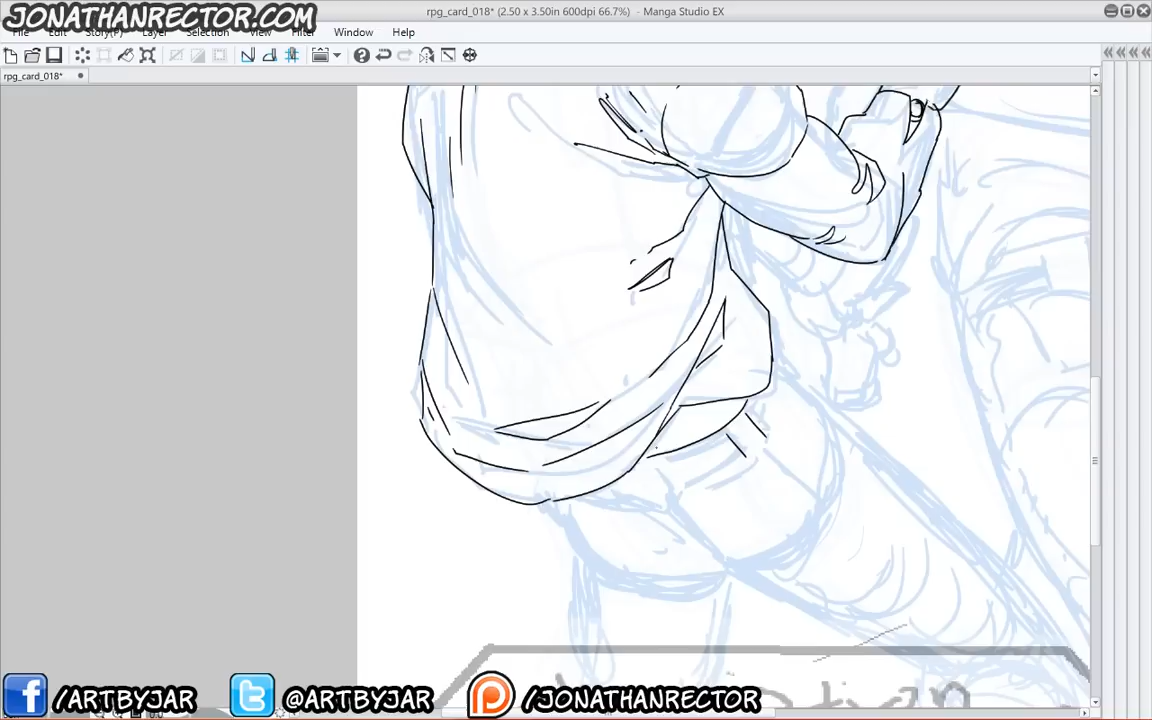 JONATHANRECTOR.COM
rpg_card_018* (2.50 x 3.50in 600dpi 66.7%) - Manga Studio EX
File Edit Story(P) Layer Selection View Filter Window Help
rpg_card_018*
/ARTBYJAR
@ARTBYJAR
/JONATHANRECTOR